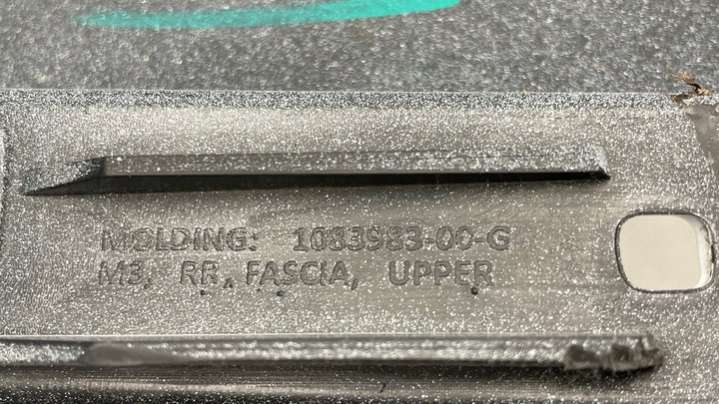 MOLDING: 1083983-00-G
M3, RR, FASCIA, UPPER